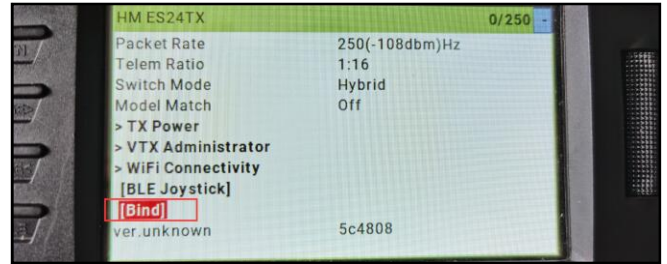 HM ES24TX 0/250 -
Packet Rate 250(-108dbm)Hz
Telem Ratio 1:16
Switch Mode Hybrid
Model Match Off
> TX Power
> VTX Administrator
> WiFi Connectivity
[BLE Joystick]
[Bind]
ver.unknown 5c4808